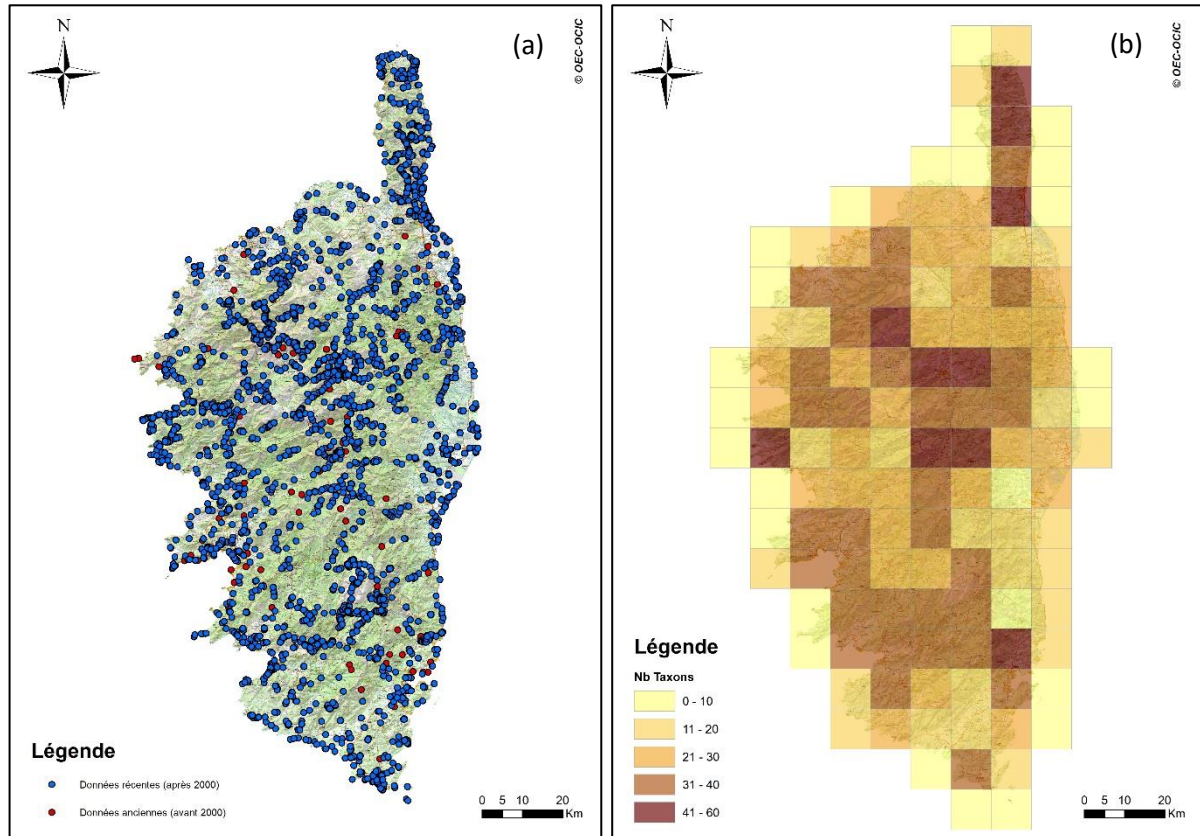 N
(a)
© OEC-OCIC
Légende
Données récentes (après 2000)
Données anciennes (avant 2000)
0 5 10 20
Km
N
(b)
© OEC-OCIC
Légende
Nb Taxons
0 - 10
11 - 20
21 - 30
31 - 40
41 - 60
0 5 10 20
Km